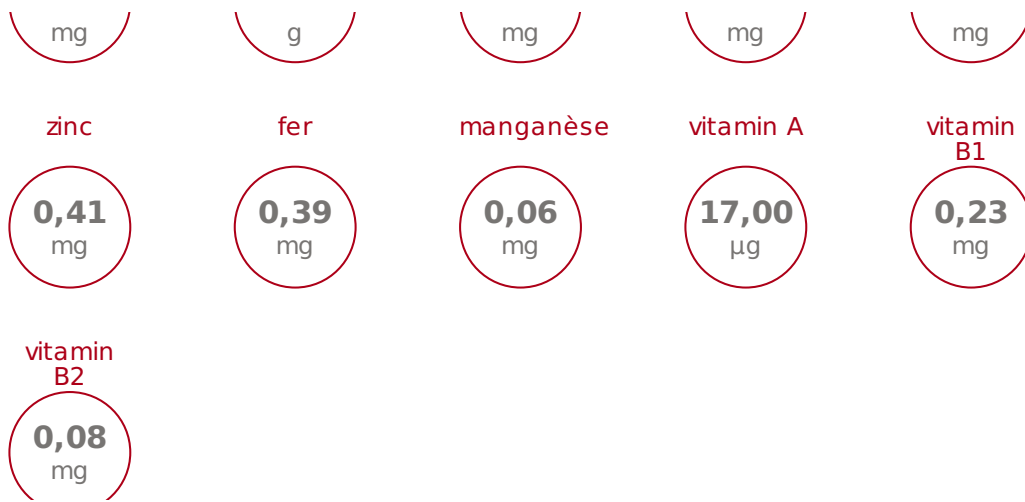 mg g mg mg mg
zinc fer manganèse vitamin A vitamin
B1
0,41 0,39 0,06 17,00 0,23
mg mg mg µg mg
vitamin
B2
0,08
mg